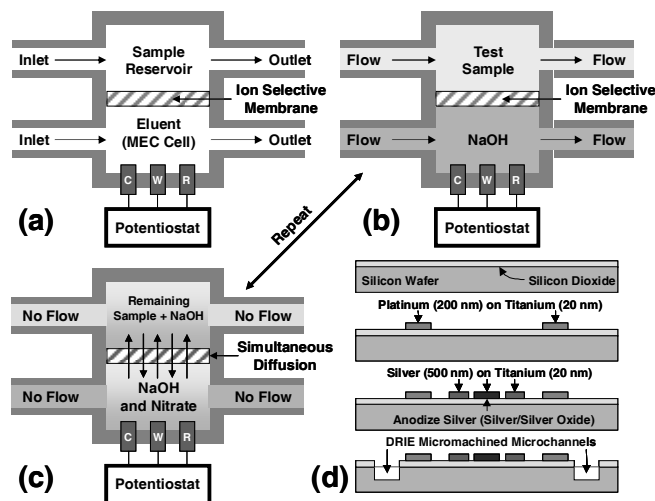 Inlet
Sample
Reservoir
Outlet
Ion Selective
Membrane
Inlet
Eluent
(MEC Cell)
Outlet
C W R
Potentiostat
(a)
Flow
Test
Sample
Flow
Ion Selective
Membrane
Flow
NaOH
Flow
C W R
Potentiostat
(b)
Repeat
No Flow
Remaining
Sample + NaOH
No Flow
Simultaneous
Diffusion
No Flow
NaOH
and Nitrate
No Flow
C W R
Potentiostat
(c)
Silicon Wafer
Silicon Dioxide
Platinum (200 nm) on Titanium (20 nm)
Silver (500 nm) on Titanium (20 nm)
Anodize Silver (Silver/Silver Oxide)
DRIE Micromachined Microchannels
(d)